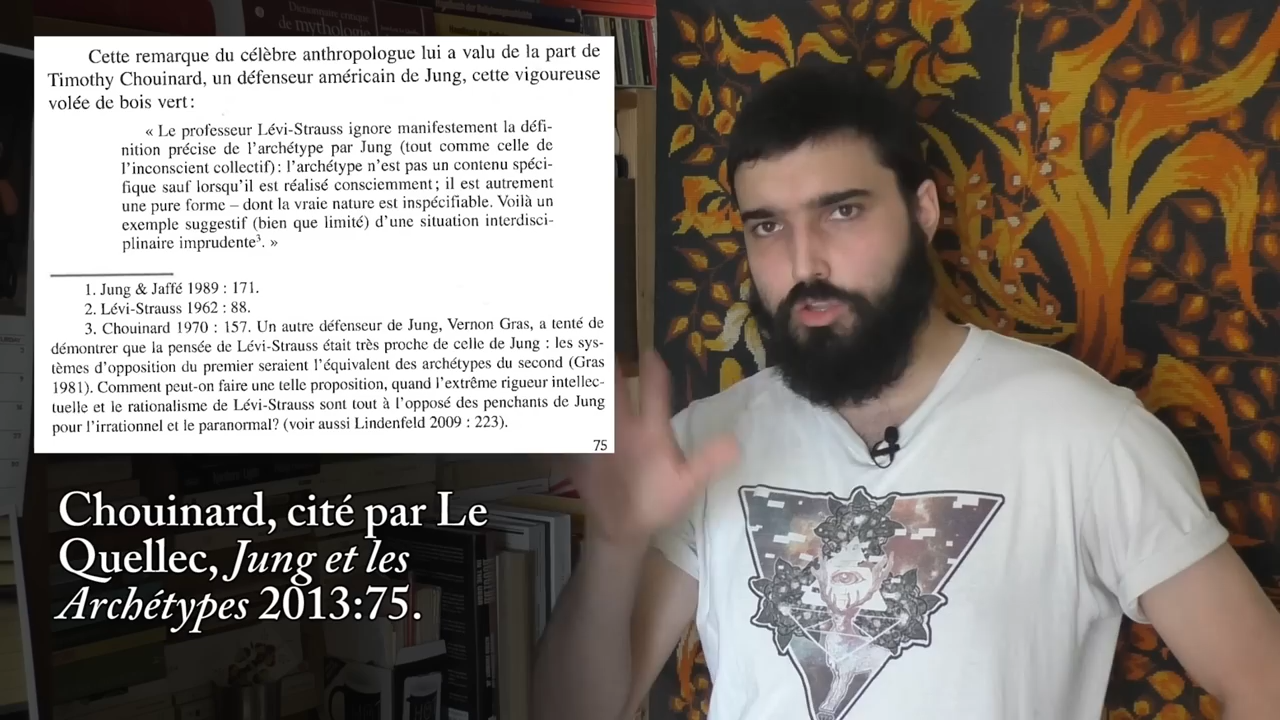 Dictionnaire critique
de mythologie
Cette remarque du célèbre anthropologue lui a valu de la part de
Timothy Chouinard, un défenseur américain de Jung, cette vigoureuse
volée de bois vert :
« Le professeur Lévi-Strauss ignore manifestement la défi-
nition précise de l'archétype par Jung (tout comme celle de
l'inconscient collectif) : l'archétype n'est pas un contenu spéci-
fique sauf lorsqu'il est réalisé consciemment ; il est autrement
une pure forme – dont la vraie nature est inspécifiable. Voilà un
exemple suggestif (bien que limité) d'une situation interdisci-
plinaire imprudente³. »
1. Jung & Jaffé 1989 : 171.
2. Lévi-Strauss 1962 : 88.
3. Chouinard 1970 : 157. Un autre défenseur de Jung, Vernon Gras, a tenté de
démontrer que la pensée de Lévi-Strauss était très proche de celle de Jung : les sys-
tèmes d'opposition du premier seraient l'équivalent des archétypes du second (Gras
1981). Comment peut-on faire une telle proposition, quand l'extrême rigueur intellec-
tuelle et le rationalisme de Lévi-Strauss sont tout à l'opposé des penchants de Jung
pour l'irrationnel et le paranormal? (voir aussi Lindenfeld 2009 : 223).
75
Chouinard, cité par Le
Quellec, Jung et les
Archétypes 2013:75.